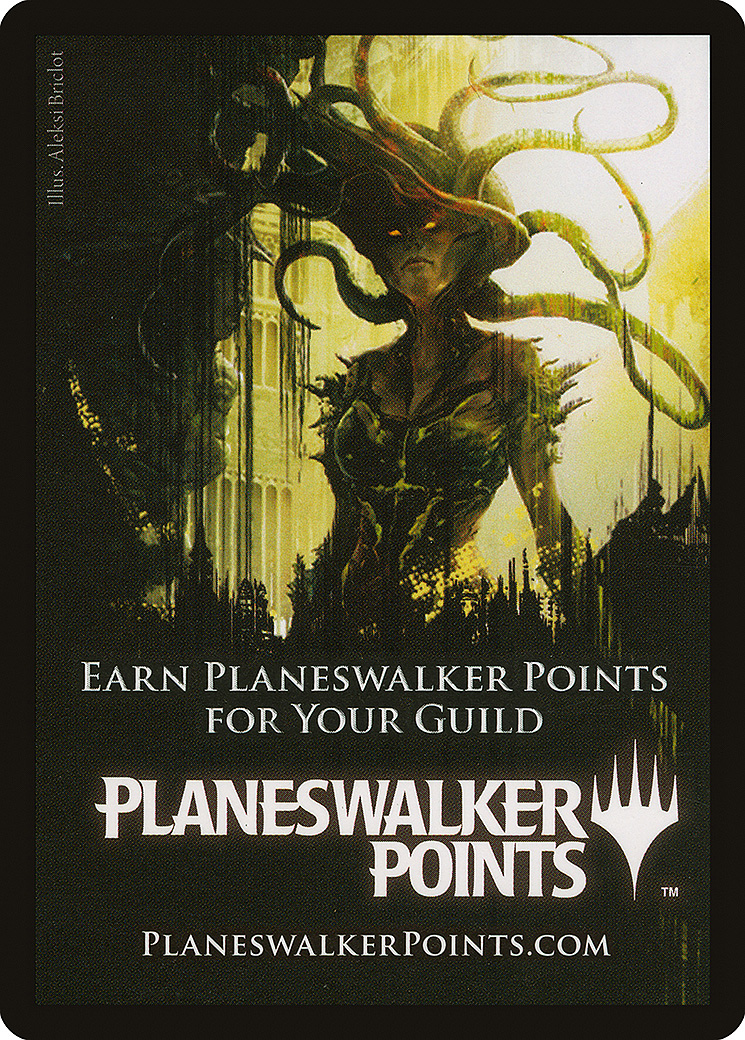 Illus. Aleksi Briclot
Earn Planeswalker Points
for Your Guild
PLANESWALKER
POINTS
TM
PlaneswalkerPoints.com